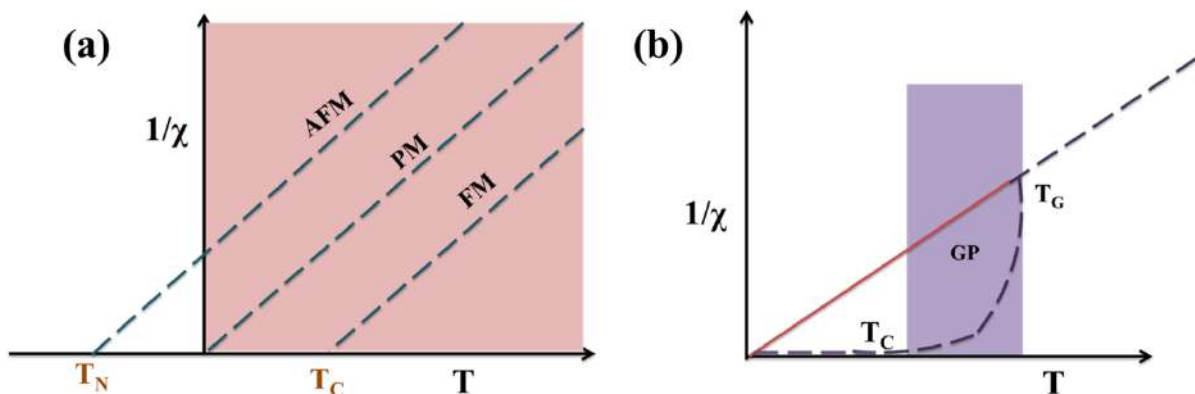 (a)
1/χ
AFM
PM
FM
T_N
T_C
T
(b)
1/χ
T_G
GP
T_C
T